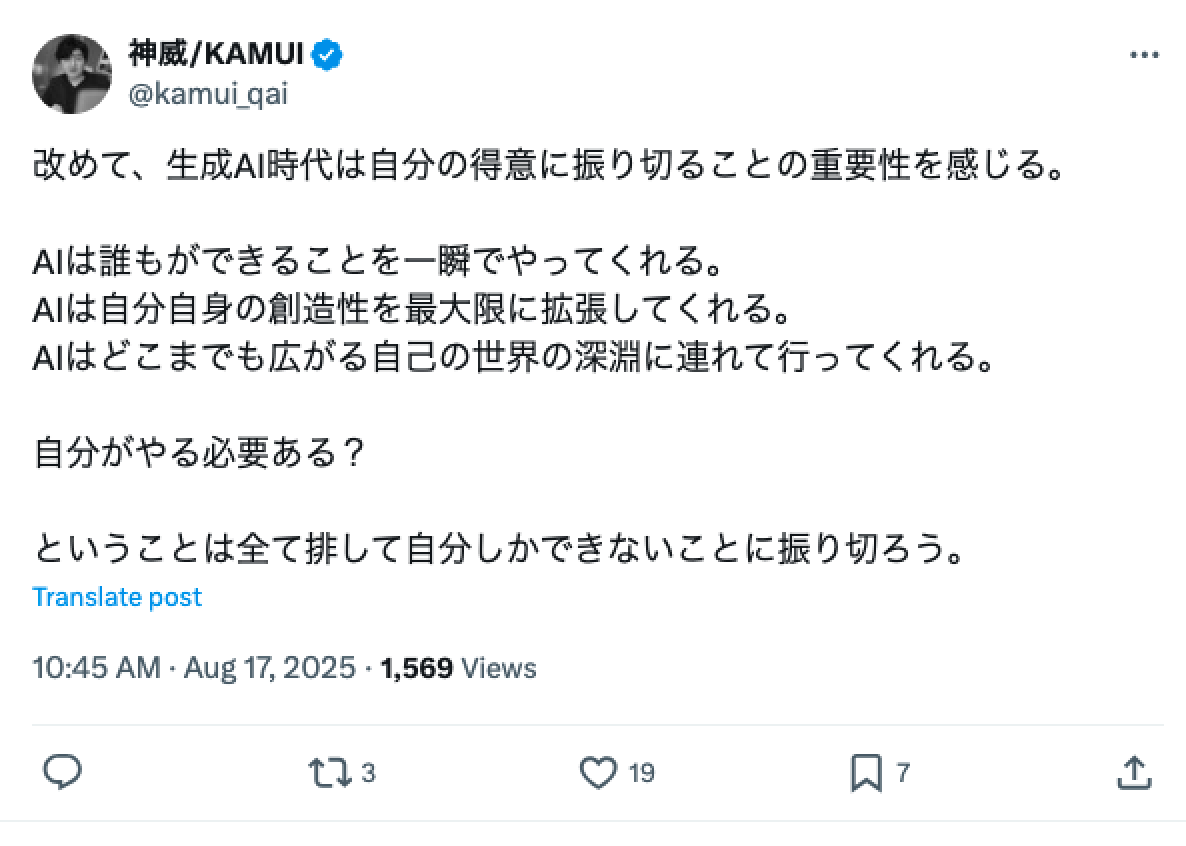 神威/KAMUI
@kamui_qai
改めて、生成AI時代は自分の得意に振り切ることの重要性を感じる。
AIは誰もができることを一瞬でやってくれる。
AIは自分自身の創造性を最大限に拡張してくれる。
AIはどこまでも広がる自己の世界の深淵に連れて行ってくれる。
自分がやる必要ある？
ということは全て排して自分しかできないことに振り切ろう。
Translate post
10:45 AM · Aug 17, 2025 · 1,569 Views
3 19 7